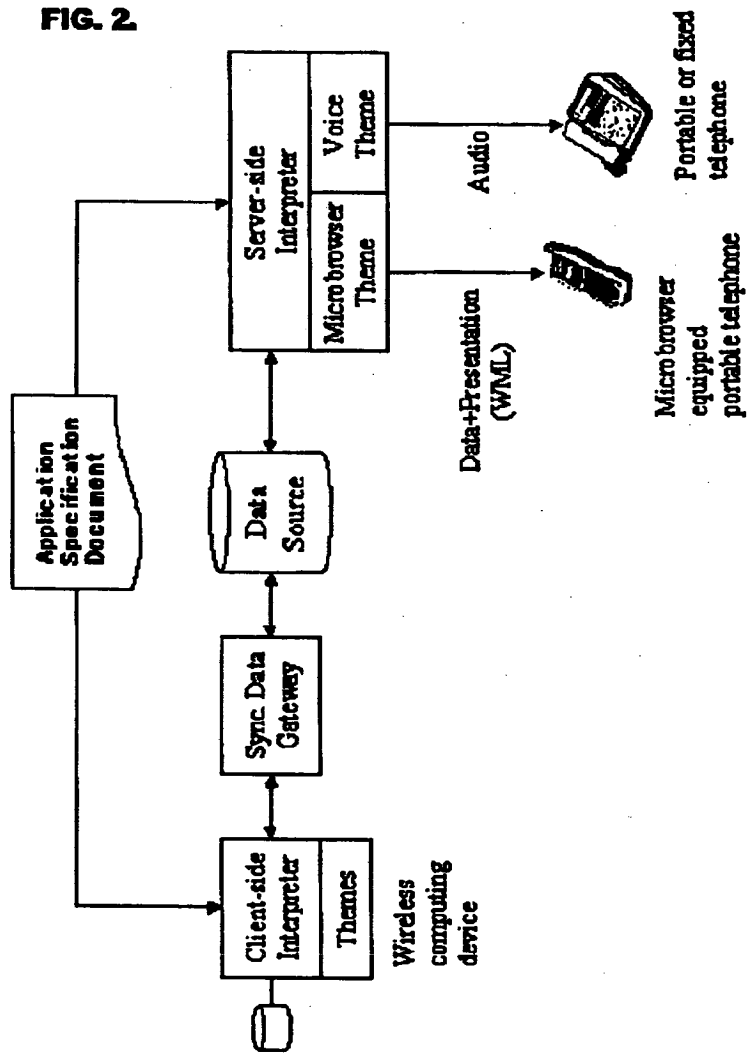 FIG. 2.
Application
Specification
Document
Client-side
Interpreter
Themes
Wireless
computing
device
Sync Data
Gateway
Data
Source
Server-side
Interpreter
Microbrowser
Theme
Voice
Theme
Data+Presentation
(WML)
Audio
Microbrowser
equipped
portable telephone
Portable or fixed
telephone